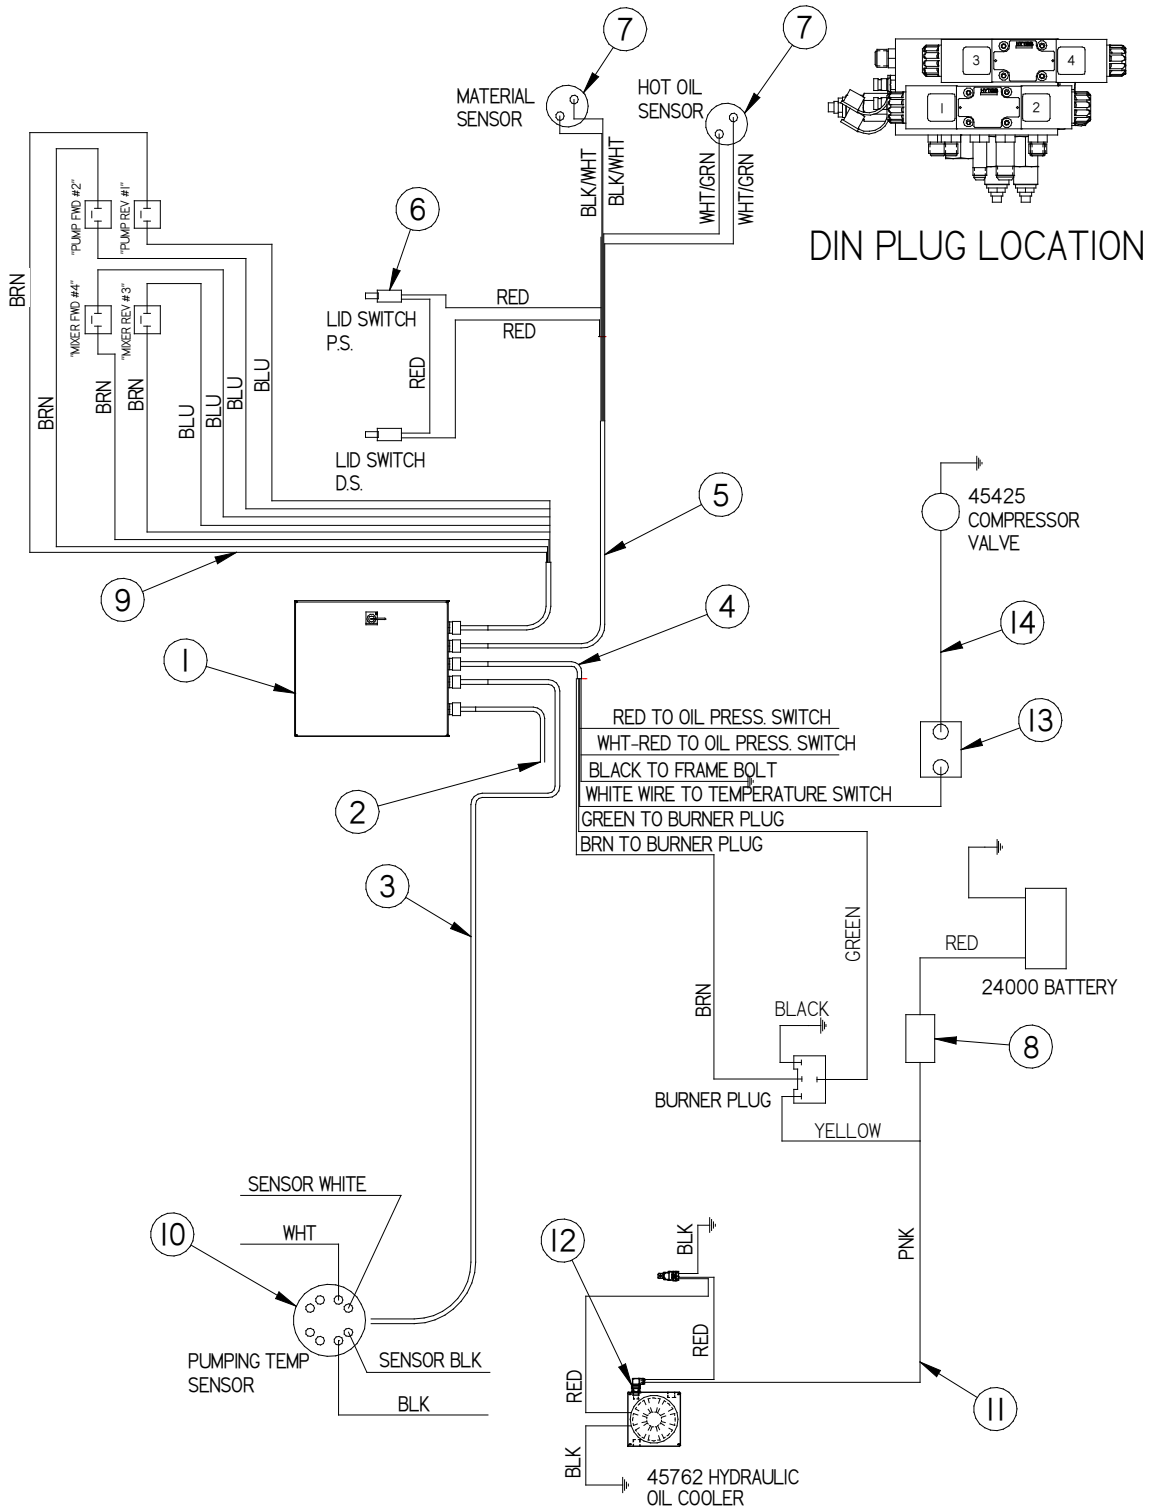 7
7
MATERIAL
SENSOR
HOT OIL
SENSOR
3
4
1
2
DIN PLUG LOCATION
BLK/WHT
BLK/WHT
WHT/GRN
WHT/GRN
"PUMP FWD #2"
"PUMP REV #1"
"MIXER FWD #4"
"MIXER REV #3"
6
LID SWITCH
P.S.
RED
RED
RED
LID SWITCH
D.S.
BRN
BRN
BRN
BRN
BLU
BLU
BLU
BLU
5
45425
COMPRESSOR
VALVE
9
4
14
1
13
RED TO OIL PRESS. SWITCH
WHT-RED TO OIL PRESS. SWITCH
BLACK TO FRAME BOLT
WHITE WIRE TO TEMPERATURE SWITCH
GREEN TO BURNER PLUG
BRN TO BURNER PLUG
2
3
GREEN
RED
24000 BATTERY
BRN
BLACK
8
BURNER PLUG
YELLOW
SENSOR WHITE
10
WHT
12
BLK
PNK
PUMPING TEMP
SENSOR
SENSOR BLK
BLK
RED
RED
11
BLK
45762 HYDRAULIC
OIL COOLER